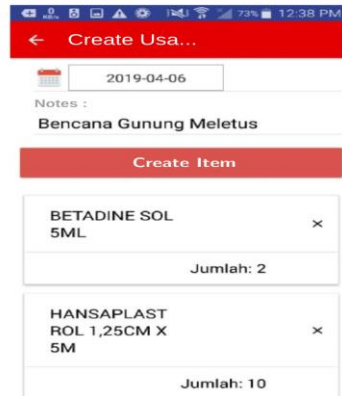 73% 12:38 PM
← Create Usa...
2019-04-06
Notes :
Bencana Gunung Meletus
Create Item
BETADINE SOL
5ML
×
Jumlah: 2
HANSAPLAST
ROL 1,25CM X
5M
×
Jumlah: 10